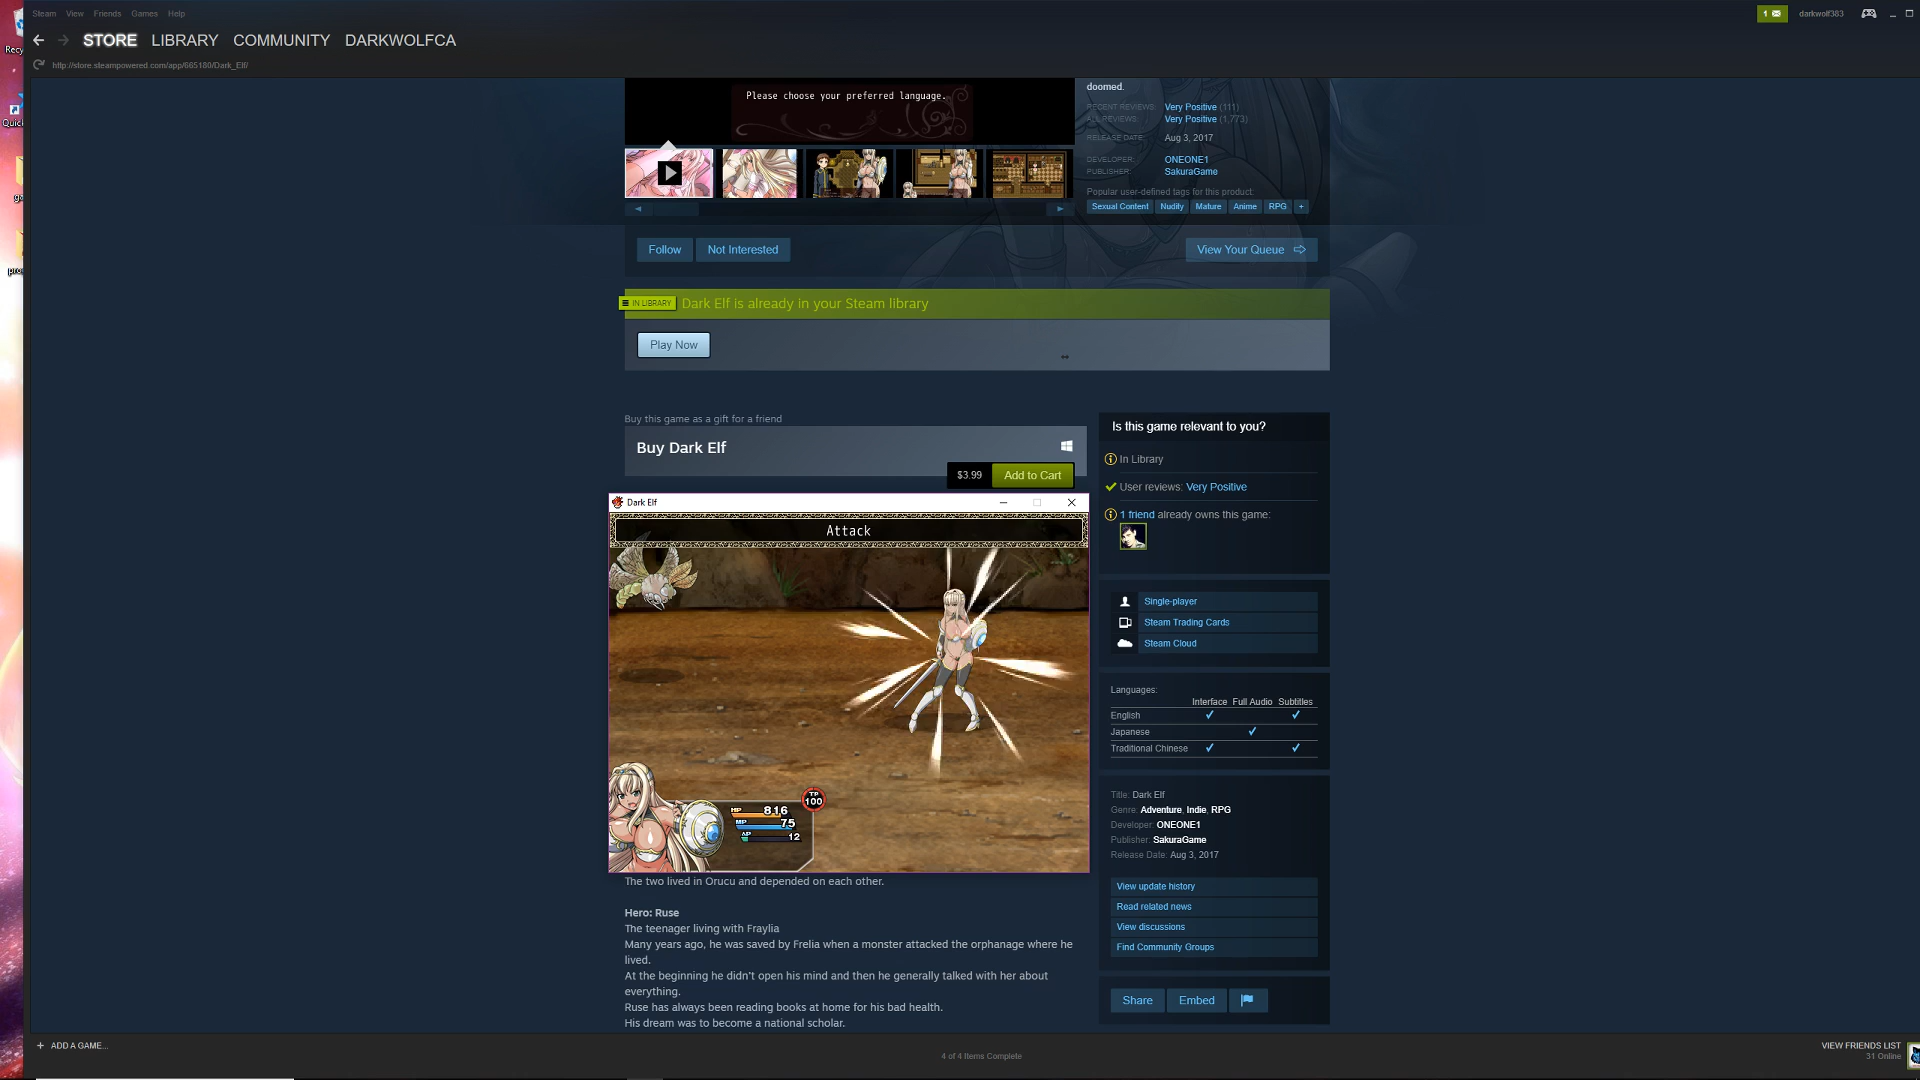 Steam View Friends Games Help
1
darkwolf383
STORE LIBRARY COMMUNITY DARKWOLFCA
http://store.steampowered.com/app/665180/Dark_Elf/
Please choose your preferred language.
doomed.
RECENT REVIEWS: Very Positive (111)
ALL REVIEWS: Very Positive (1,773)
RELEASE DATE: Aug 3, 2017
DEVELOPER: ONEONE1
PUBLISHER: SakuraGame
Popular user-defined tags for this product:
Sexual Content Nudity Mature Anime RPG +
Follow Not Interested View Your Queue
IN LIBRARY Dark Elf is already in your Steam library
Play Now
Buy this game as a gift for a friend
Buy Dark Elf
$3.99 Add to Cart
Is this game relevant to you?
In Library
User reviews: Very Positive
1 friend already owns this game:
Dark Elf
Attack
TP
100
HP 816
MP 75
AP 12
Single-player
Steam Trading Cards
Steam Cloud
Languages:
Interface Full Audio Subtitles
English
Japanese
Traditional Chinese
Title: Dark Elf
Genre: Adventure, Indie, RPG
Developer: ONEONE1
Publisher: SakuraGame
Release Date: Aug 3, 2017
View update history
Read related news
View discussions
Find Community Groups
Share Embed
The two lived in Orucu and depended on each other.
Hero: Ruse
The teenager living with Fraylia
Many years ago, he was saved by Frelia when a monster attacked the orphanage where he
lived.
At the beginning he didn't open his mind and then he generally talked with her about
everything.
Ruse has always been reading books at home for his bad health.
His dream was to become a national scholar.
+ ADD A GAME...
4 of 4 Items Complete
VIEW FRIENDS LIST
31 Online
Recy
Quic